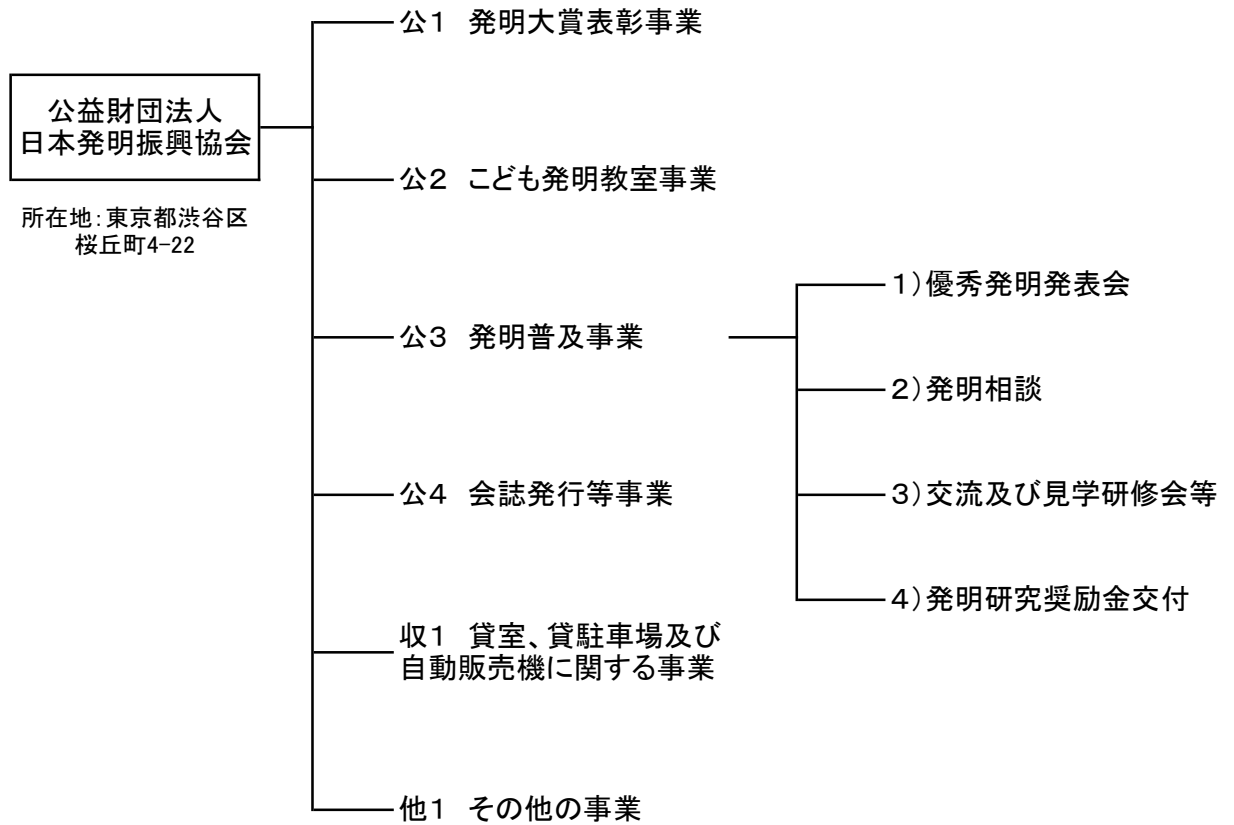 公益財団法人
日本発明振興協会
所在地：東京都渋谷区
桜丘町4-22
公１　発明大賞表彰事業
公２　こども発明教室事業
公３　発明普及事業
１）優秀発明発表会
２）発明相談
３）交流及び見学研修会等
４）発明研究奨励金交付
公４　会誌発行等事業
収１　貸室、貸駐車場及び
自動販売機に関する事業
他１　その他の事業